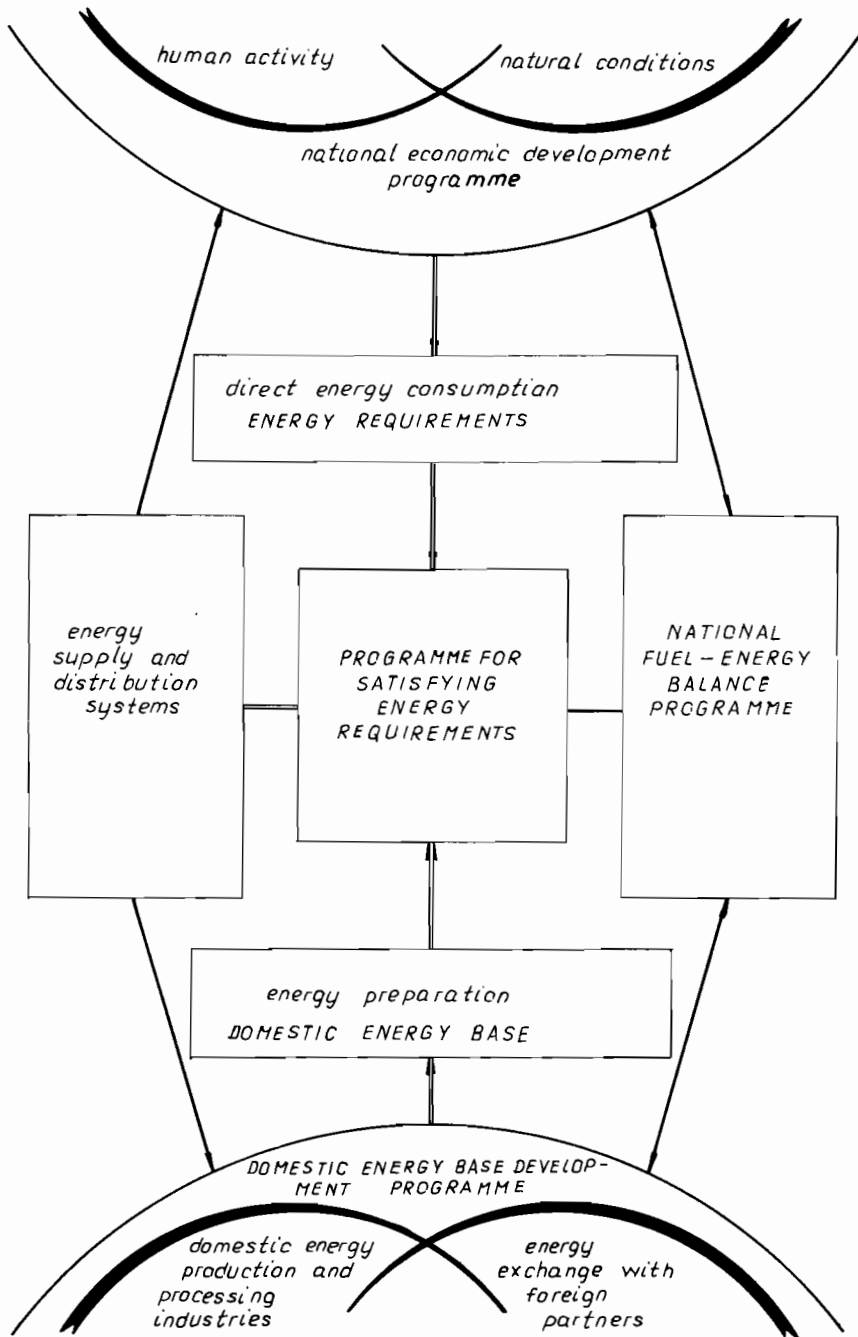 human activity
natural conditions
national economic development
programme
direct energy consumption
ENERGY REQUIREMENTS
energy
supply and
distribution
systems
PROGRAMME FOR
SATISFYING
ENERGY
REQUIREMENTS
NATIONAL
FUEL-ENERGY
BALANCE
PROGRAMME
energy preparation
DOMESTIC ENERGY BASE
DOMESTIC ENERGY BASE DEVELOP-
MENT PROGRAMME
domestic energy
production and
processing
industries
energy
exchange with
foreign
partners